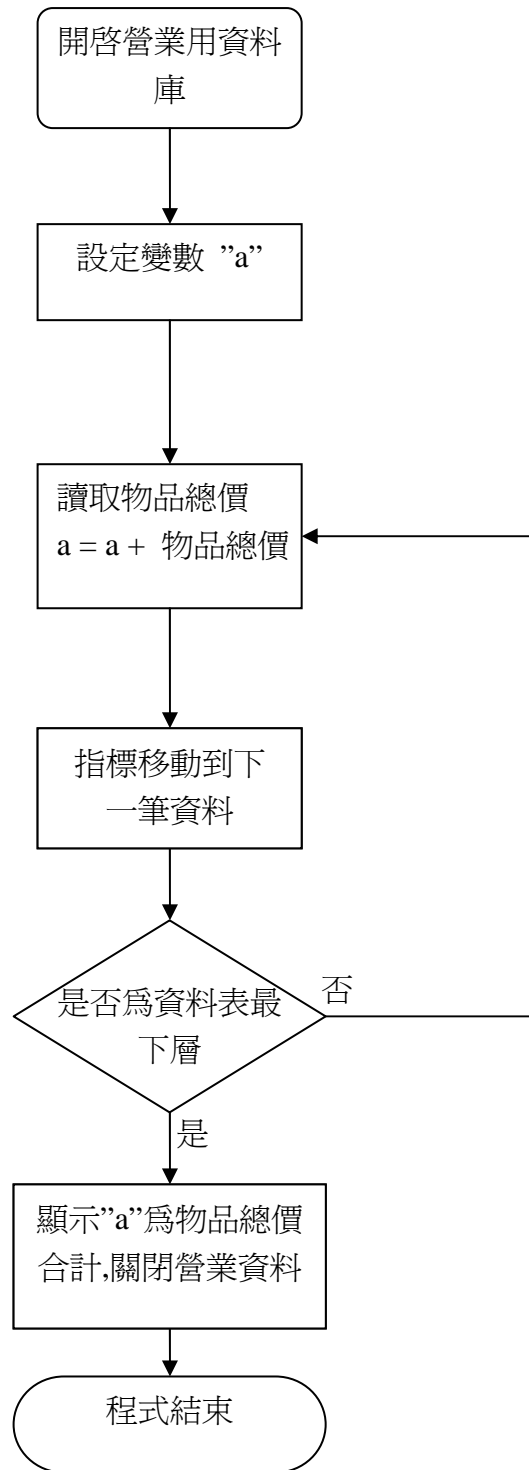 開啓營業用資料
庫
設定變數 ”a”
讀取物品總價
a = a + 物品總價
指標移動到下
一筆資料
是否爲資料表最
下層
否
是
顯示”a”爲物品總價
合計,關閉營業資料
程式結束